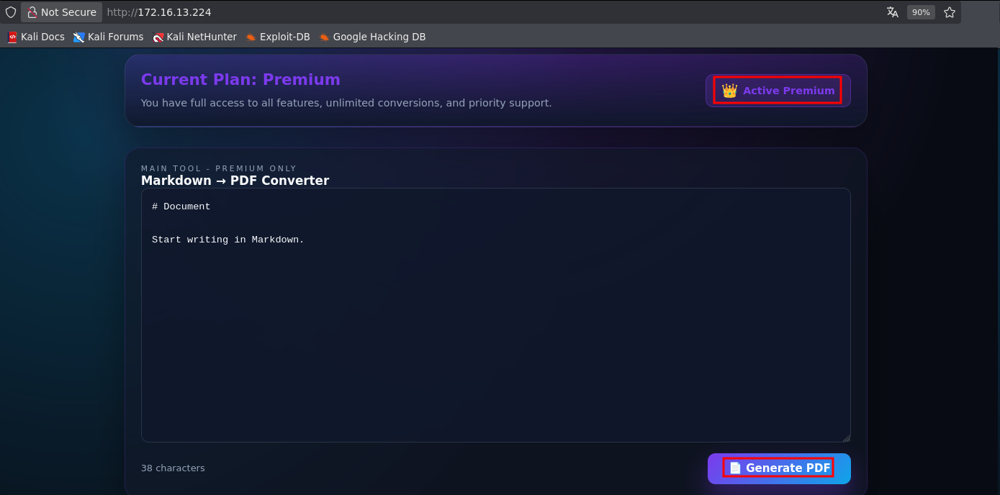 Not Secure http://172.16.13.224 90%
Kali Docs Kali Forums Kali NetHunter Exploit-DB Google Hacking DB
Current Plan: Premium
You have full access to all features, unlimited conversions, and priority support.
👑 Active Premium
MAIN TOOL - PREMIUM ONLY
Markdown → PDF Converter
# Document
Start writing in Markdown.
38 characters
📄 Generate PDF